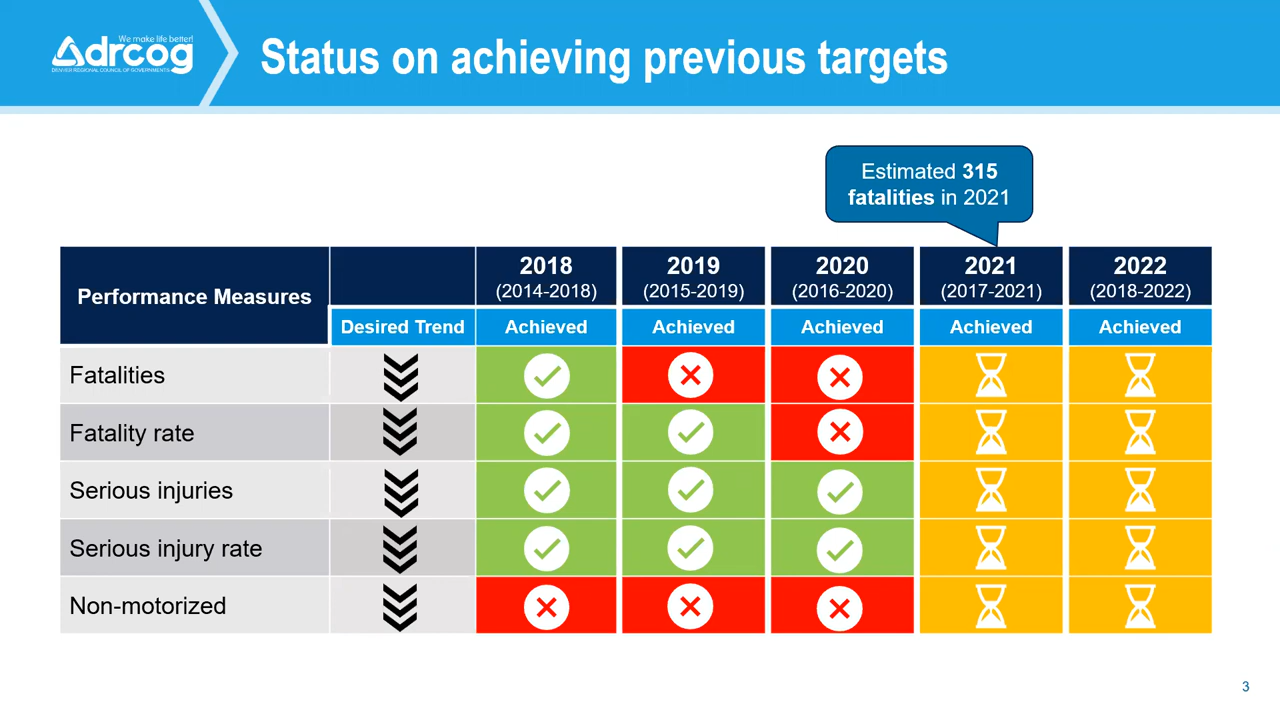 We make life better!
drcog
DENVER REGIONAL COUNCIL OF GOVERNMENTS
Status on achieving previous targets
Estimated 315
fatalities in 2021
Performance Measures
2018
(2014-2018)
2019
(2015-2019)
2020
(2016-2020)
2021
(2017-2021)
2022
(2018-2022)
Desired Trend
Achieved
Achieved
Achieved
Achieved
Achieved
Fatalities
Fatality rate
Serious injuries
Serious injury rate
Non-motorized
3